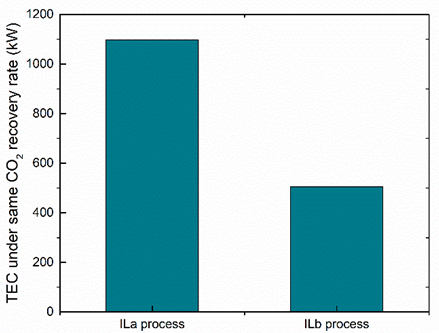 TEC under same CO₂ recovery rate (kW)
1200
1000
800
600
400
200
0
ILa process
ILb process